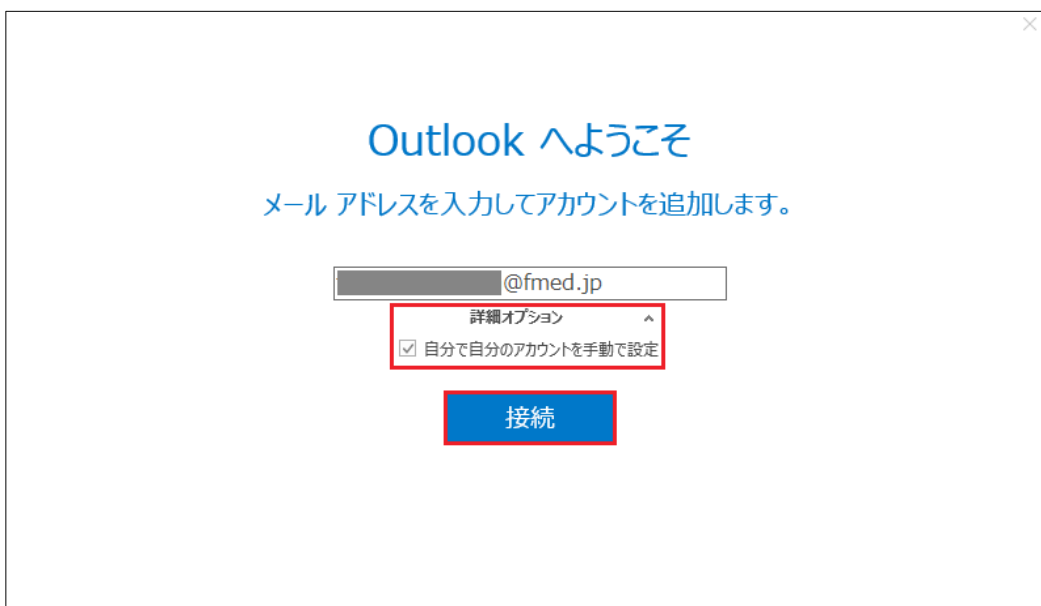 Outlook へようこそ
メール アドレスを入力してアカウントを追加します。
@fmed.jp
詳細オプション
自分で自分のアカウントを手動で設定
接続